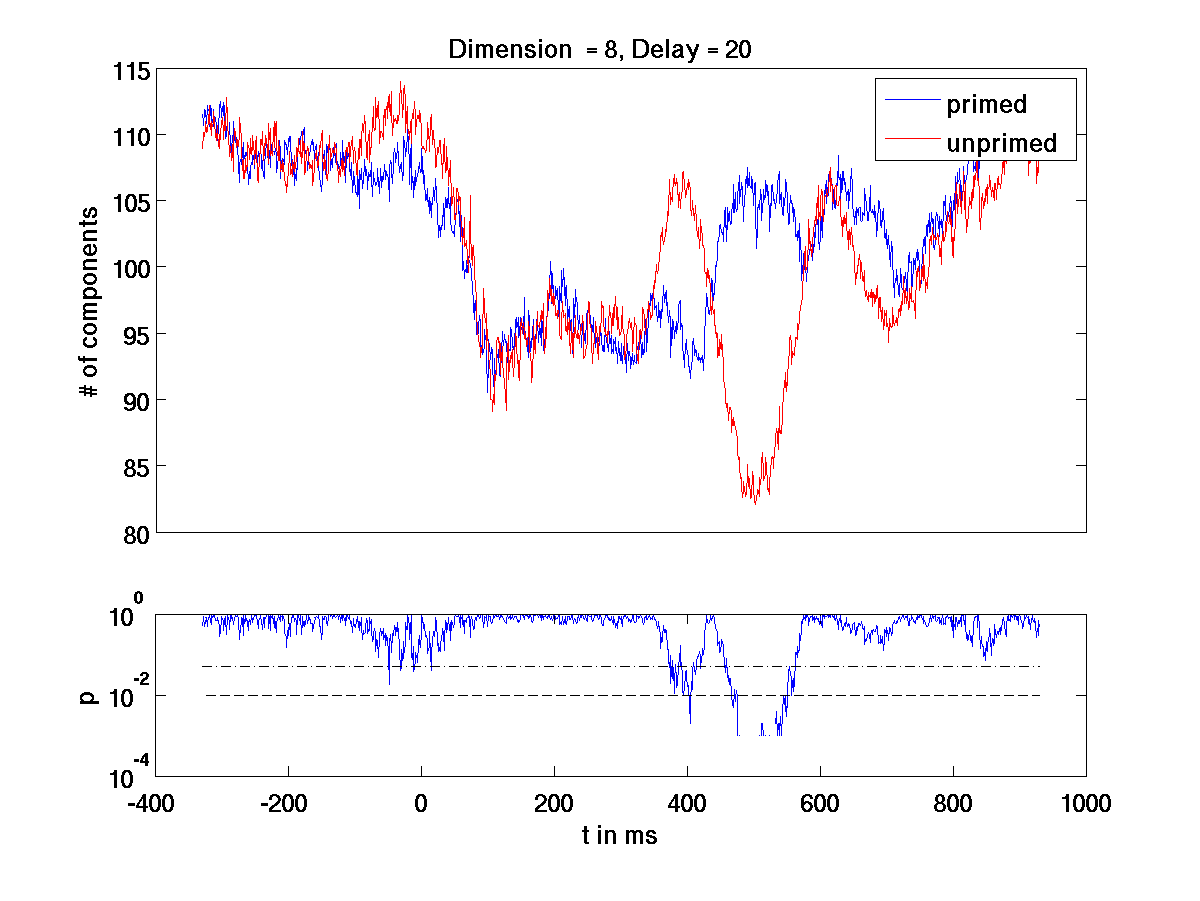 Dimension = 8, Delay = 20
115
110
105
100
95
90
85
80
# of components
primed
unprimed
10^0
10^-2
10^-4
p
-400 -200 0 200 400 600 800 1000
t in ms